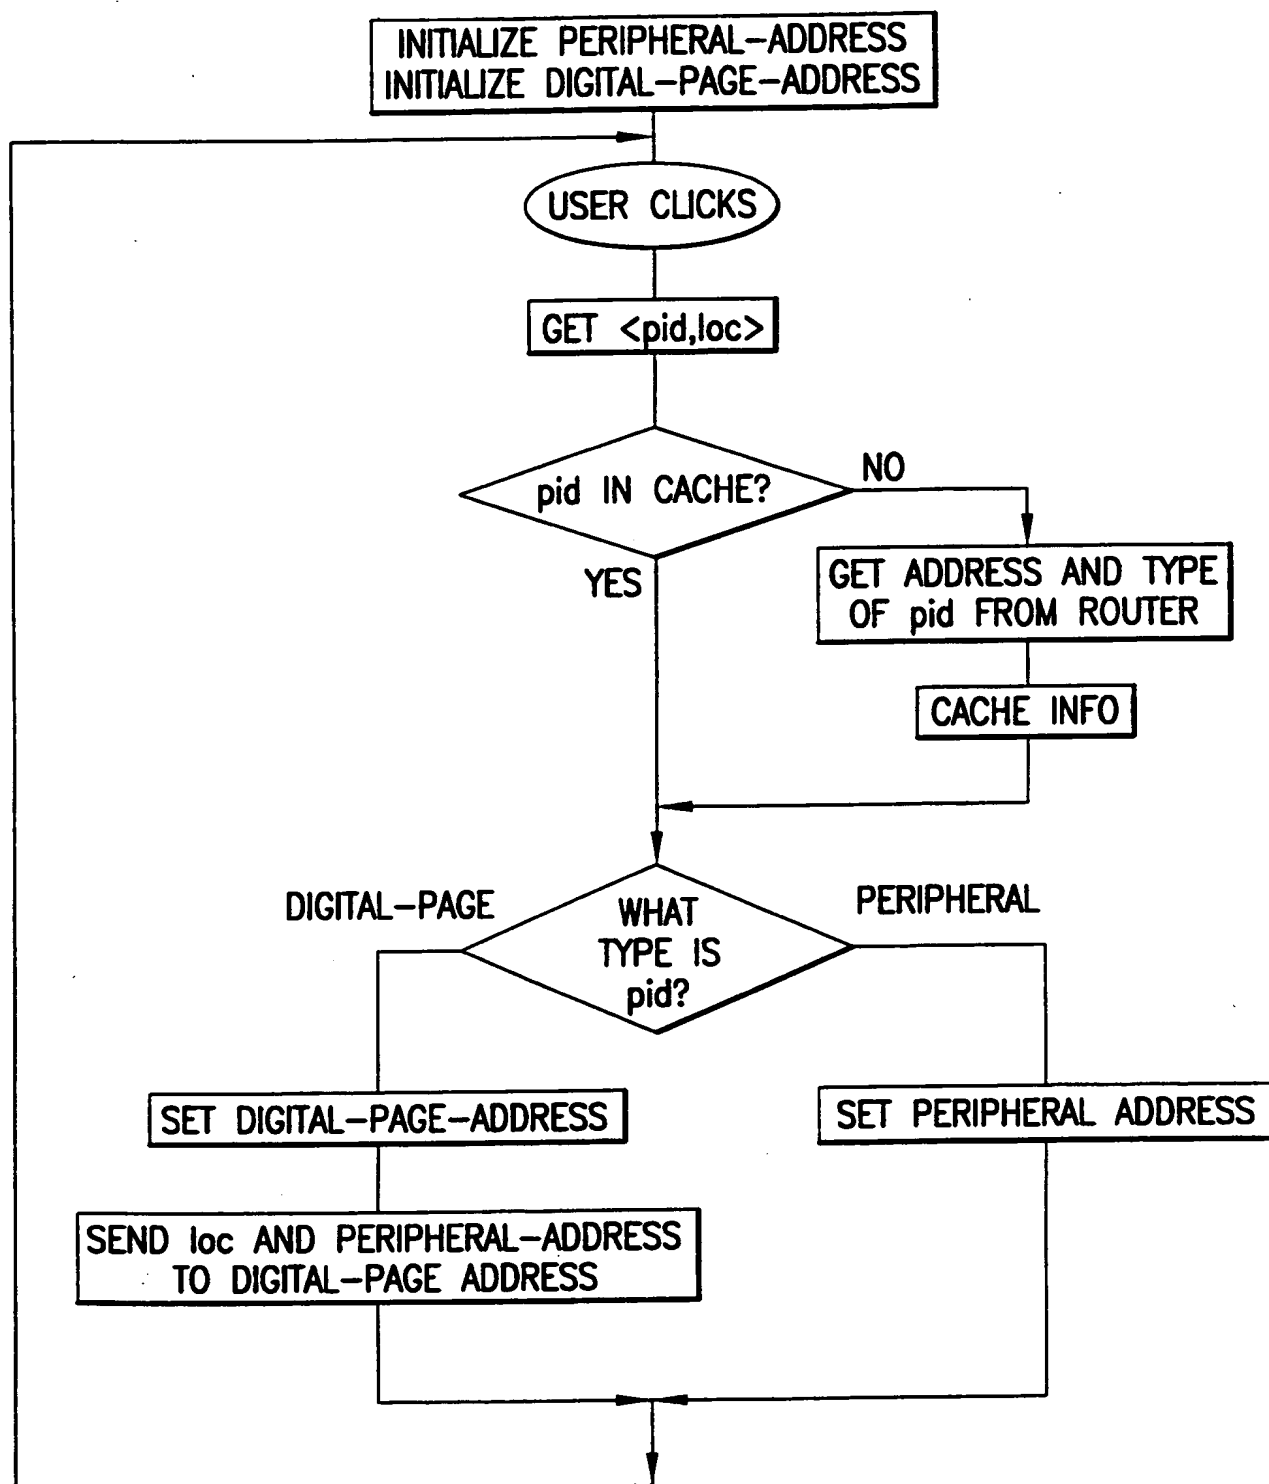 INITIALIZE PERIPHERAL-ADDRESS
INITIALIZE DIGITAL-PAGE-ADDRESS
USER CLICKS
GET <pid,loc>
pid IN CACHE?
NO
YES
GET ADDRESS AND TYPE
OF pid FROM ROUTER
CACHE INFO
DIGITAL-PAGE
WHAT
TYPE IS
pid?
PERIPHERAL
SET DIGITAL-PAGE-ADDRESS
SET PERIPHERAL ADDRESS
SEND loc AND PERIPHERAL-ADDRESS
TO DIGITAL-PAGE ADDRESS